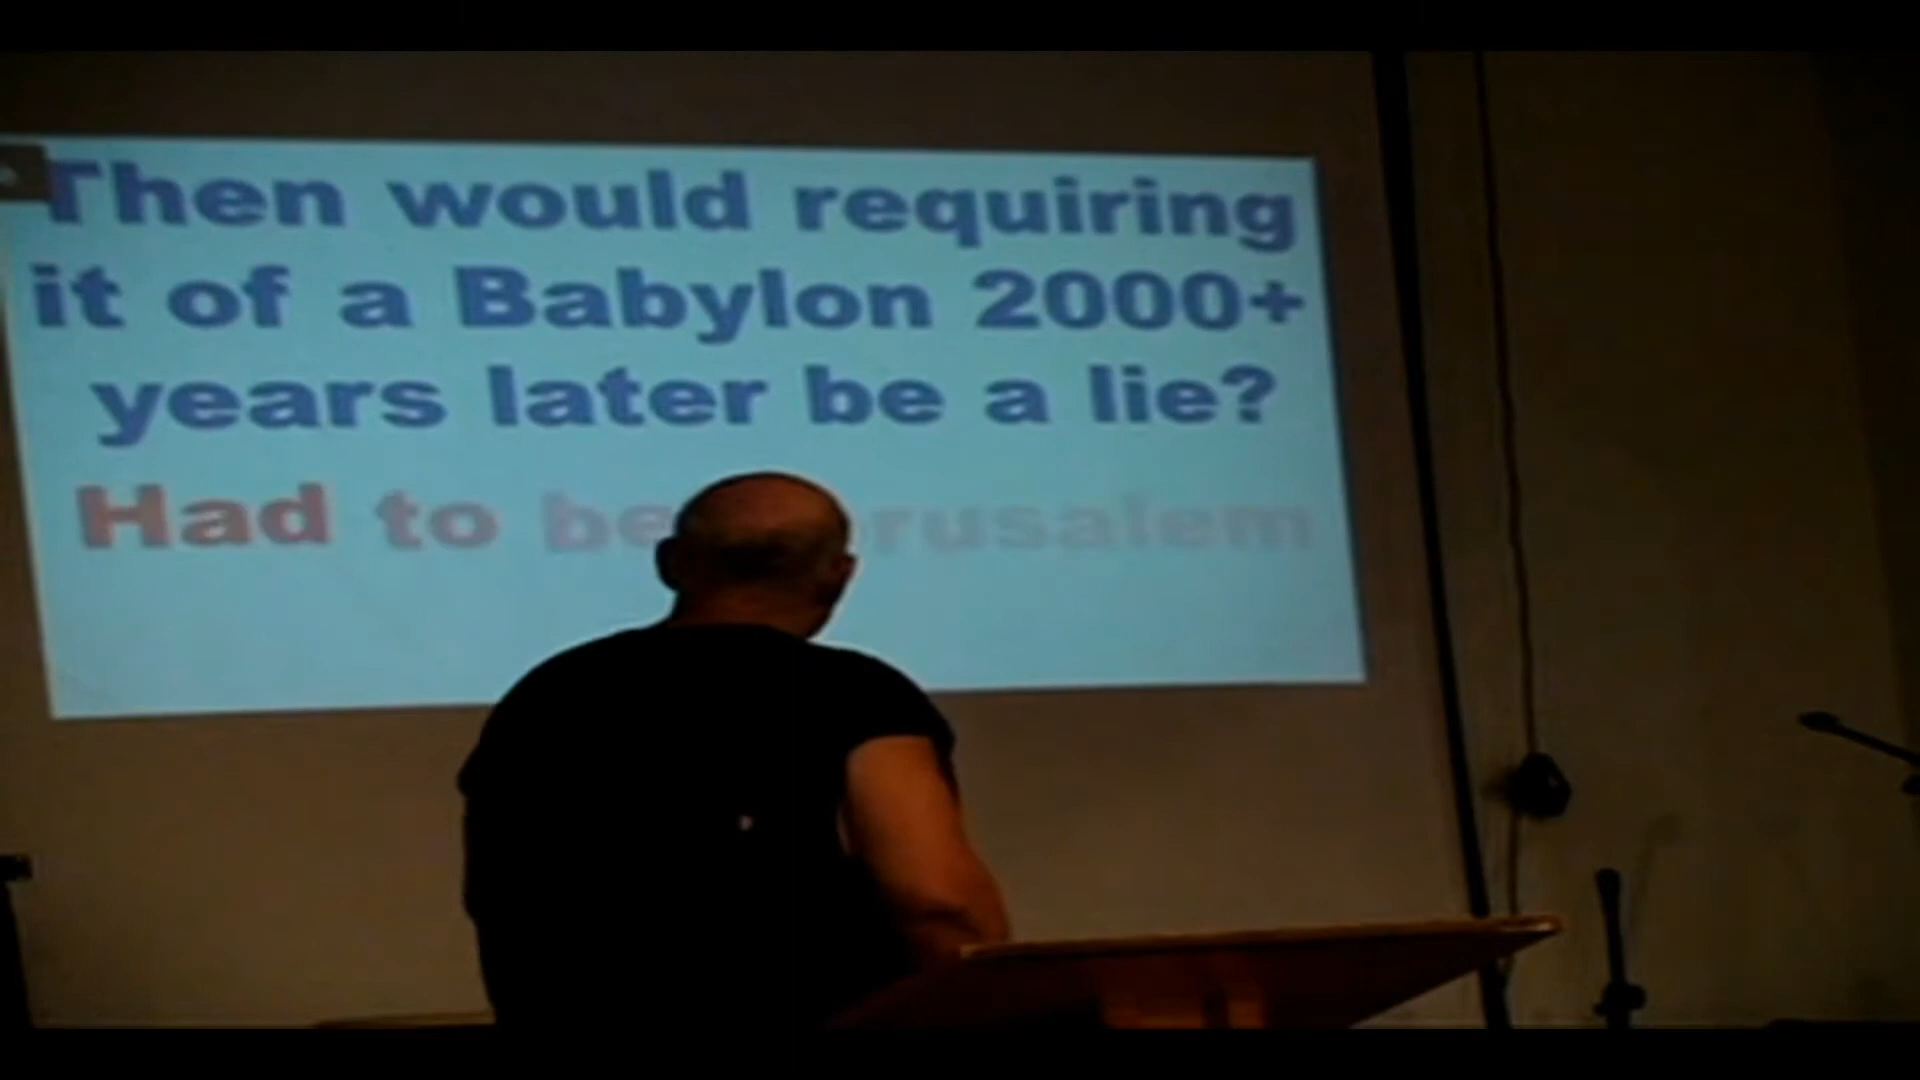 Then would requiring
it of a Babylon 2000+
years later be a lie?
Had to be